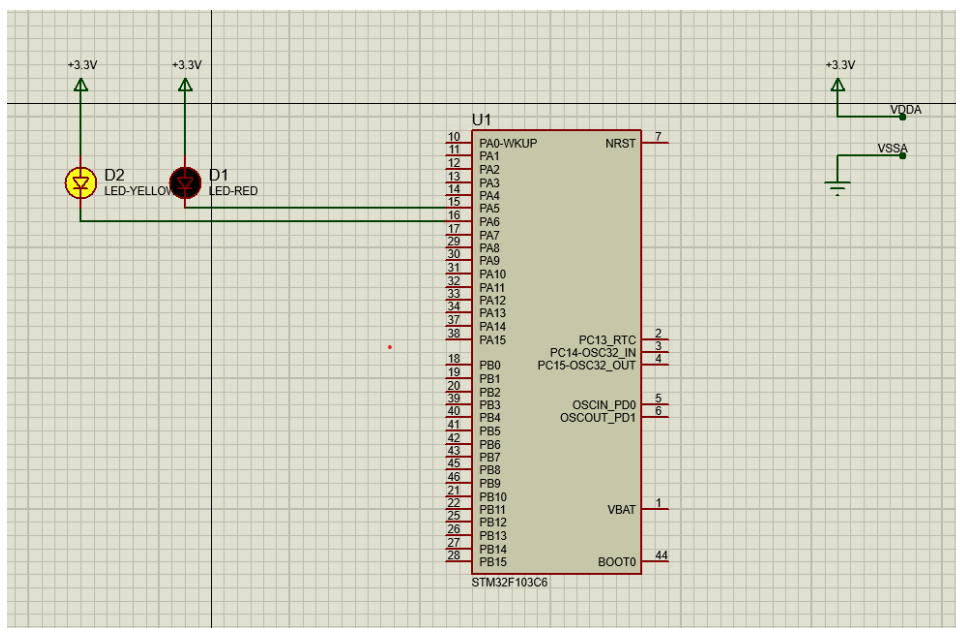 +3.3V
+3.3V
+3.3V
VDDA
VSSA
D2
LED-YELLOW
D1
LED-RED
U1
10 PA0-WKUP NRST 7
11 PA1
12 PA2
13 PA3
14 PA4
15 PA5
16 PA6
17 PA7
29 PA8
30 PA9
31 PA10
32 PA11
33 PA12
34 PA13
37 PA14
38 PA15
PC13_RTC 2
PC14-OSC32_IN 3
18 PB0 PC15-OSC32_OUT 4
19 PB1
20 PB2
39 PB3 OSCIN_PD0 5
40 PB4 OSCOUT_PD1 6
41 PB5
42 PB6
43 PB7
45 PB8
46 PB9
21 PB10
22 PB11 VBAT 1
25 PB12
26 PB13
27 PB14
28 PB15 BOOT0 44
STM32F103C6